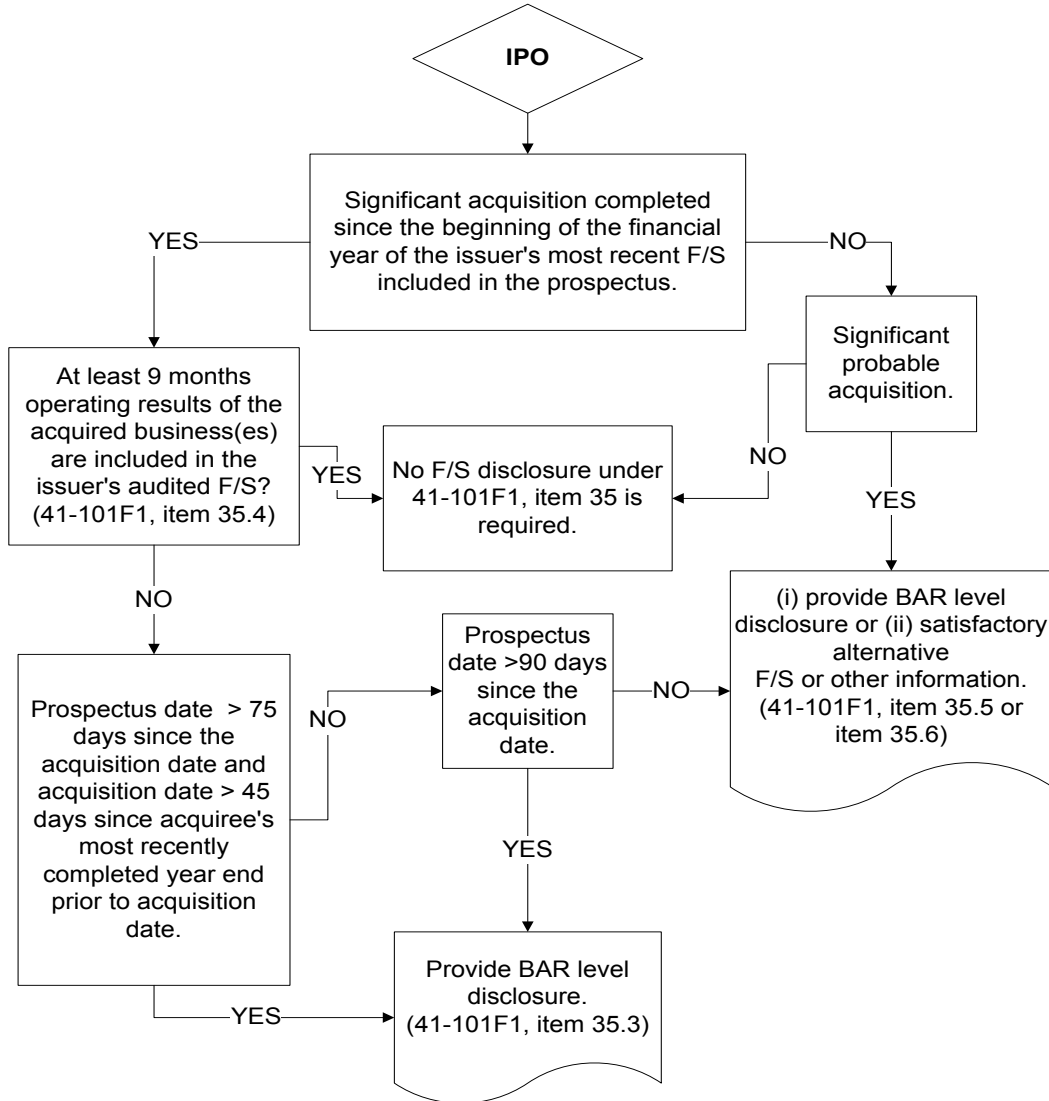 IPO
Significant acquisition completed
since the beginning of the financial
year of the issuer's most recent F/S
included in the prospectus.
YES
NO
Significant
probable
acquisition.
At least 9 months
operating results of the
acquired business(es)
are included in the
issuer's audited F/S?
(41-101F1, item 35.4)
YES
No F/S disclosure under
41-101F1, item 35 is
required.
NO
YES
NO
(i) provide BAR level
disclosure or (ii) satisfactory
alternative
F/S or other information.
(41-101F1, item 35.5 or
item 35.6)
Prospectus
date >90 days
since the
acquisition
date.
NO
NO
Prospectus date > 75
days since the
acquisition date and
acquisition date > 45
days since acquiree's
most recently
completed year end
prior to acquisition
date.
YES
Provide BAR level
disclosure.
(41-101F1, item 35.3)
YES